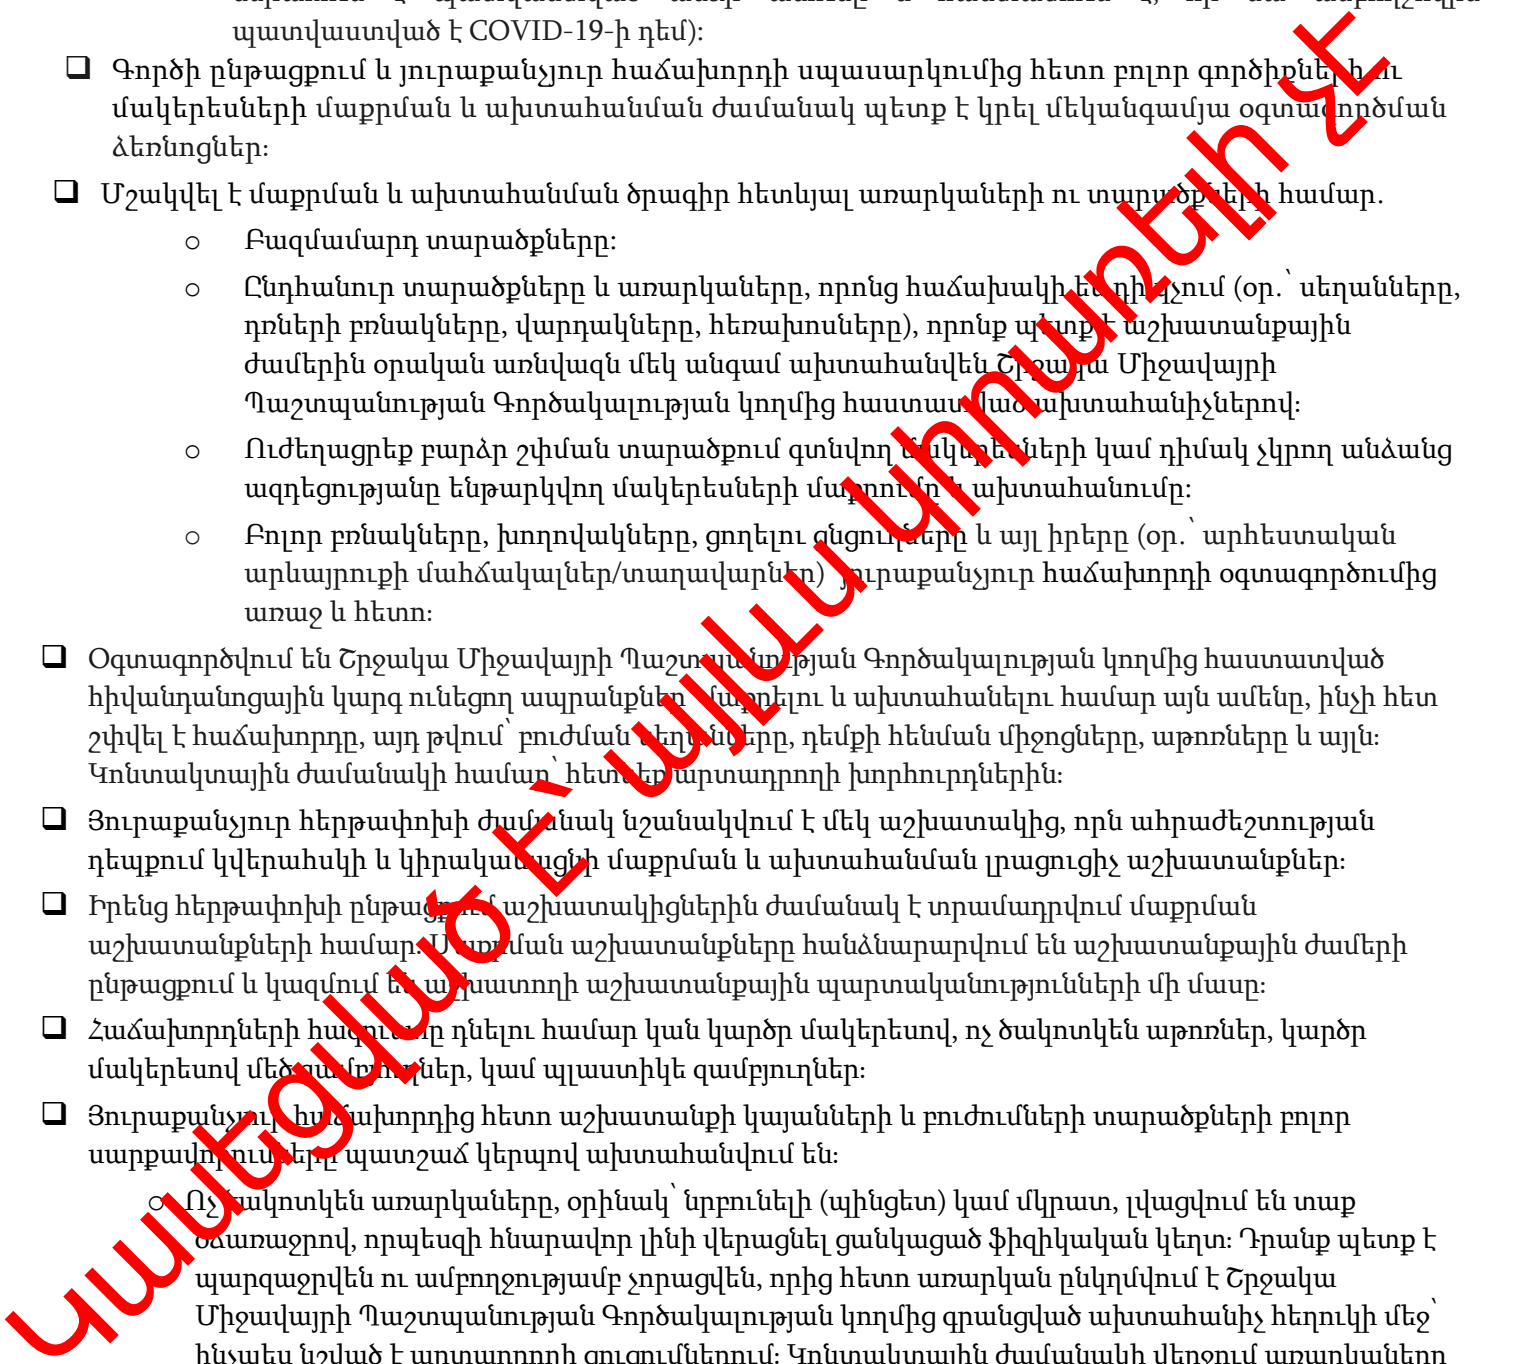 պատվաստված է COVID-19-ի դեմ)։
Գործի ընթացքում և յուրաքանչյուր հաճախորդի սպասարկումից հետո բոլոր գործիքների ու
մակերեսների մաքրման և ախտահանման ժամանակ պետք է կրել մեկանգամյա օգտագործման
ձեռնոցներ։
Մշակվել է մաքրման և ախտահանման ծրագիր հետևյալ առարկաների ու տարածքների համար.
o Բազմամարդ տարածքները։
o Ընդհանուր տարածքները և առարկաները, որոնց հաճախակի են դիպչում (օր.՝ սեղանները,
դռների բռնակները, վարդակները, հեռախոսները), որոնք պետք է աշխատանքային
ժամերին օրական առնվազն մեկ անգամ ախտահանվեն Շրջակա Միջավայրի
Պաշտպանության Գործակալության կողմից հաստատված ախտահանիչներով։
o Ուժեղացրեք բարձր շփման տարածքում գտնվող մակերեսների կամ դիմակ չկրող անձանց
ազդեցությանը ենթարկվող մակերեսների մաքրումը և ախտահանումը։
o Բոլոր բռնակները, խողովակները, ցողելու ցնցուղները և այլ իրերը (օր.՝ արհեստական
արևայրուքի մահճակալներ/տաղավարներ) յուրաքանչյուր հաճախորդի օգտագործումից
առաջ և հետո։
Օգտագործվում են Շրջակա Միջավայրի Պաշտպանության Գործակալության կողմից հաստատված
հիվանդանոցային կարգ ունեցող ապրանքներ՝ մաքրելու և ախտահանելու համար այն ամենը, ինչի հետ
շփվել է հաճախորդը, այդ թվում՝ բուժման սեղանները, դեմքի հենման միջոցները, աթոռները և այլն։
Կոնտակտային ժամանակի համար՝ հետևեք արտադրողի խորհուրդներին։
Յուրաքանչյուր հերթափոխի ժամանակ նշանակվում է մեկ աշխատակից, որն ահրաժեշտության
դեպքում կվերահսկի և կիրականացնի մաքրման և ախտահանման լրացուցիչ աշխատանքներ։
Իրենց հերթափոխի ընթացքում աշխատակիցներին ժամանակ է տրամադրվում մաքրման
աշխատանքների համար։ Մաքրման աշխատանքները հանձնարարվում են աշխատանքային ժամերի
ընթացքում և կազմում են աշխատողի աշխատանքային պարտականությունների մի մասը։
Հաճախորդների հագուստը դնելու համար կան կարծր մակերեսով, ոչ ծակոտկեն աթոռներ, կարծր
մակերեսով մեծ զամբյուղներ, կամ պլաստիկե զամբյուղներ։
Յուրաքանչյուր հաճախորդից հետո աշխատանքի կայանների և բուժումների տարածքների բոլոր
սարքավորումները պատշաճ կերպով ախտահանվում են։
o Ոչ ծակոտկեն առարկաները, օրինակ՝ նրբունելի (պինցետ) կամ մկրատ, լվացվում են տաք
օճառաջրով, որպեսզի հնարավոր լինի վերացնել ցանկացած ֆիզիկական կեղտ։ Դրանք պետք է
պարզաջրվեն ու ամբողջությամբ չորացվեն, որից հետո առարկան ընկղմվում է Շրջակա
Միջավայրի Պաշտպանության Գործակալության կողմից գրանցված ախտահանիչ հեղուկի մեջ՝
ինչպես նշված է արտադրողի ցուցումներում։ Կոնտակտային ժամանակի վերջում առարկաները
Կասեցված է՝ այլևս կիրառելի չէ